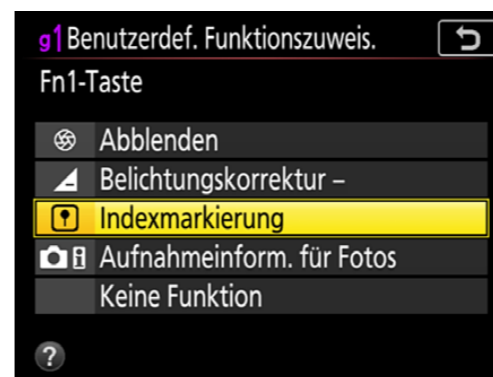 g1 Benutzerdef. Funktionszuweis.
Fn1-Taste
Abblenden
Belichtungskorrektur –
Indexmarkierung
Aufnahmeinform. für Fotos
Keine Funktion
?